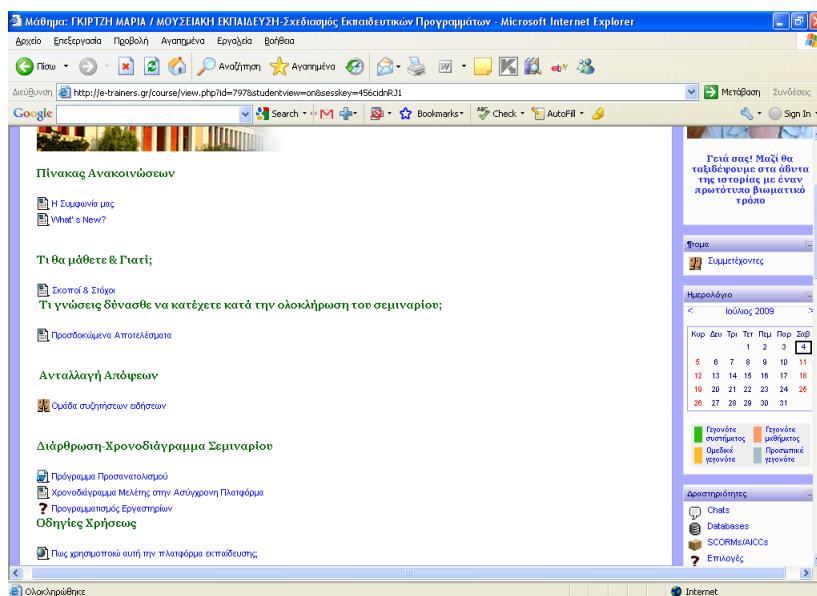 Μάθημα: ΓΚΙΡΤΖΗ ΜΑΡΙΑ / ΜΟΥΣΕΙΑΚΗ ΕΚΠΑΙΔΕΥΣΗ-Σχεδιασμός Εκπαιδευτικών Προγραμμάτων - Microsoft Internet Explorer
Αρχείο Επεξεργασία Προβολή Αγαπημένα Εργαλεία Βοήθεια
Πίσω Αναζήτηση Αγαπημένα
Διεύθυνση http://e-trainers.gr/course/view.php?id=797&studentview=on&sesskey=456cidnRJ1 Μετάβαση Συνδέσεις
Google Search Bookmarks Check AutoFill Sign In
Πίνακας Ανακοινώσεων
Η Συμφωνία μας
What's New?
Τι θα μάθετε & Γιατί;
Σκοποί & Στόχοι
Τι γνώσεις δύνασθε να κατέχετε κατά την ολοκλήρωση του σεμιναρίου;
Προσδοκώμενα Αποτελέσματα
Ανταλλαγή Απόψεων
Ομάδα συζητήσεων ειδήσεων
Διάρθρωση-Χρονοδιάγραμμα Σεμιναρίου
Πρόγραμμα Προσανατολισμού
Χρονοδιάγραμμα Μελέτης στην Ασύγχρονη Πλατφόρμα
Προγραμματισμός Εργαστηρίων
Οδηγίες Χρήσεως
Πως χρησιμοποιώ αυτή την πλατφόρμα εκπαίδευσης;
Γειά σας! Μαζί θα
ταξιδέψουμε στα άδυτα
της ιστορίας με έναν
πρωτότυπο βιωματικό
τρόπο
¶τομα
Συμμετέχοντες
Ημερολόγιο
< Ιούλιος 2009 >
Κυρ Δευ Τρι Τετ Πεμ Παρ Σαβ
1 2 3 4
5 6 7 8 9 10 11
12 13 14 15 16 17 18
19 20 21 22 23 24 25
26 27 28 29 30 31
Γεγονότα συστήματος
Γεγονότα μαθήματος
Ομαδικά γεγονότα
Προσωπικά γεγονότα
Δραστηριότητες
Chats
Databases
SCORMs/AICCs
Επιλογές
Ολοκληρώθηκε Internet